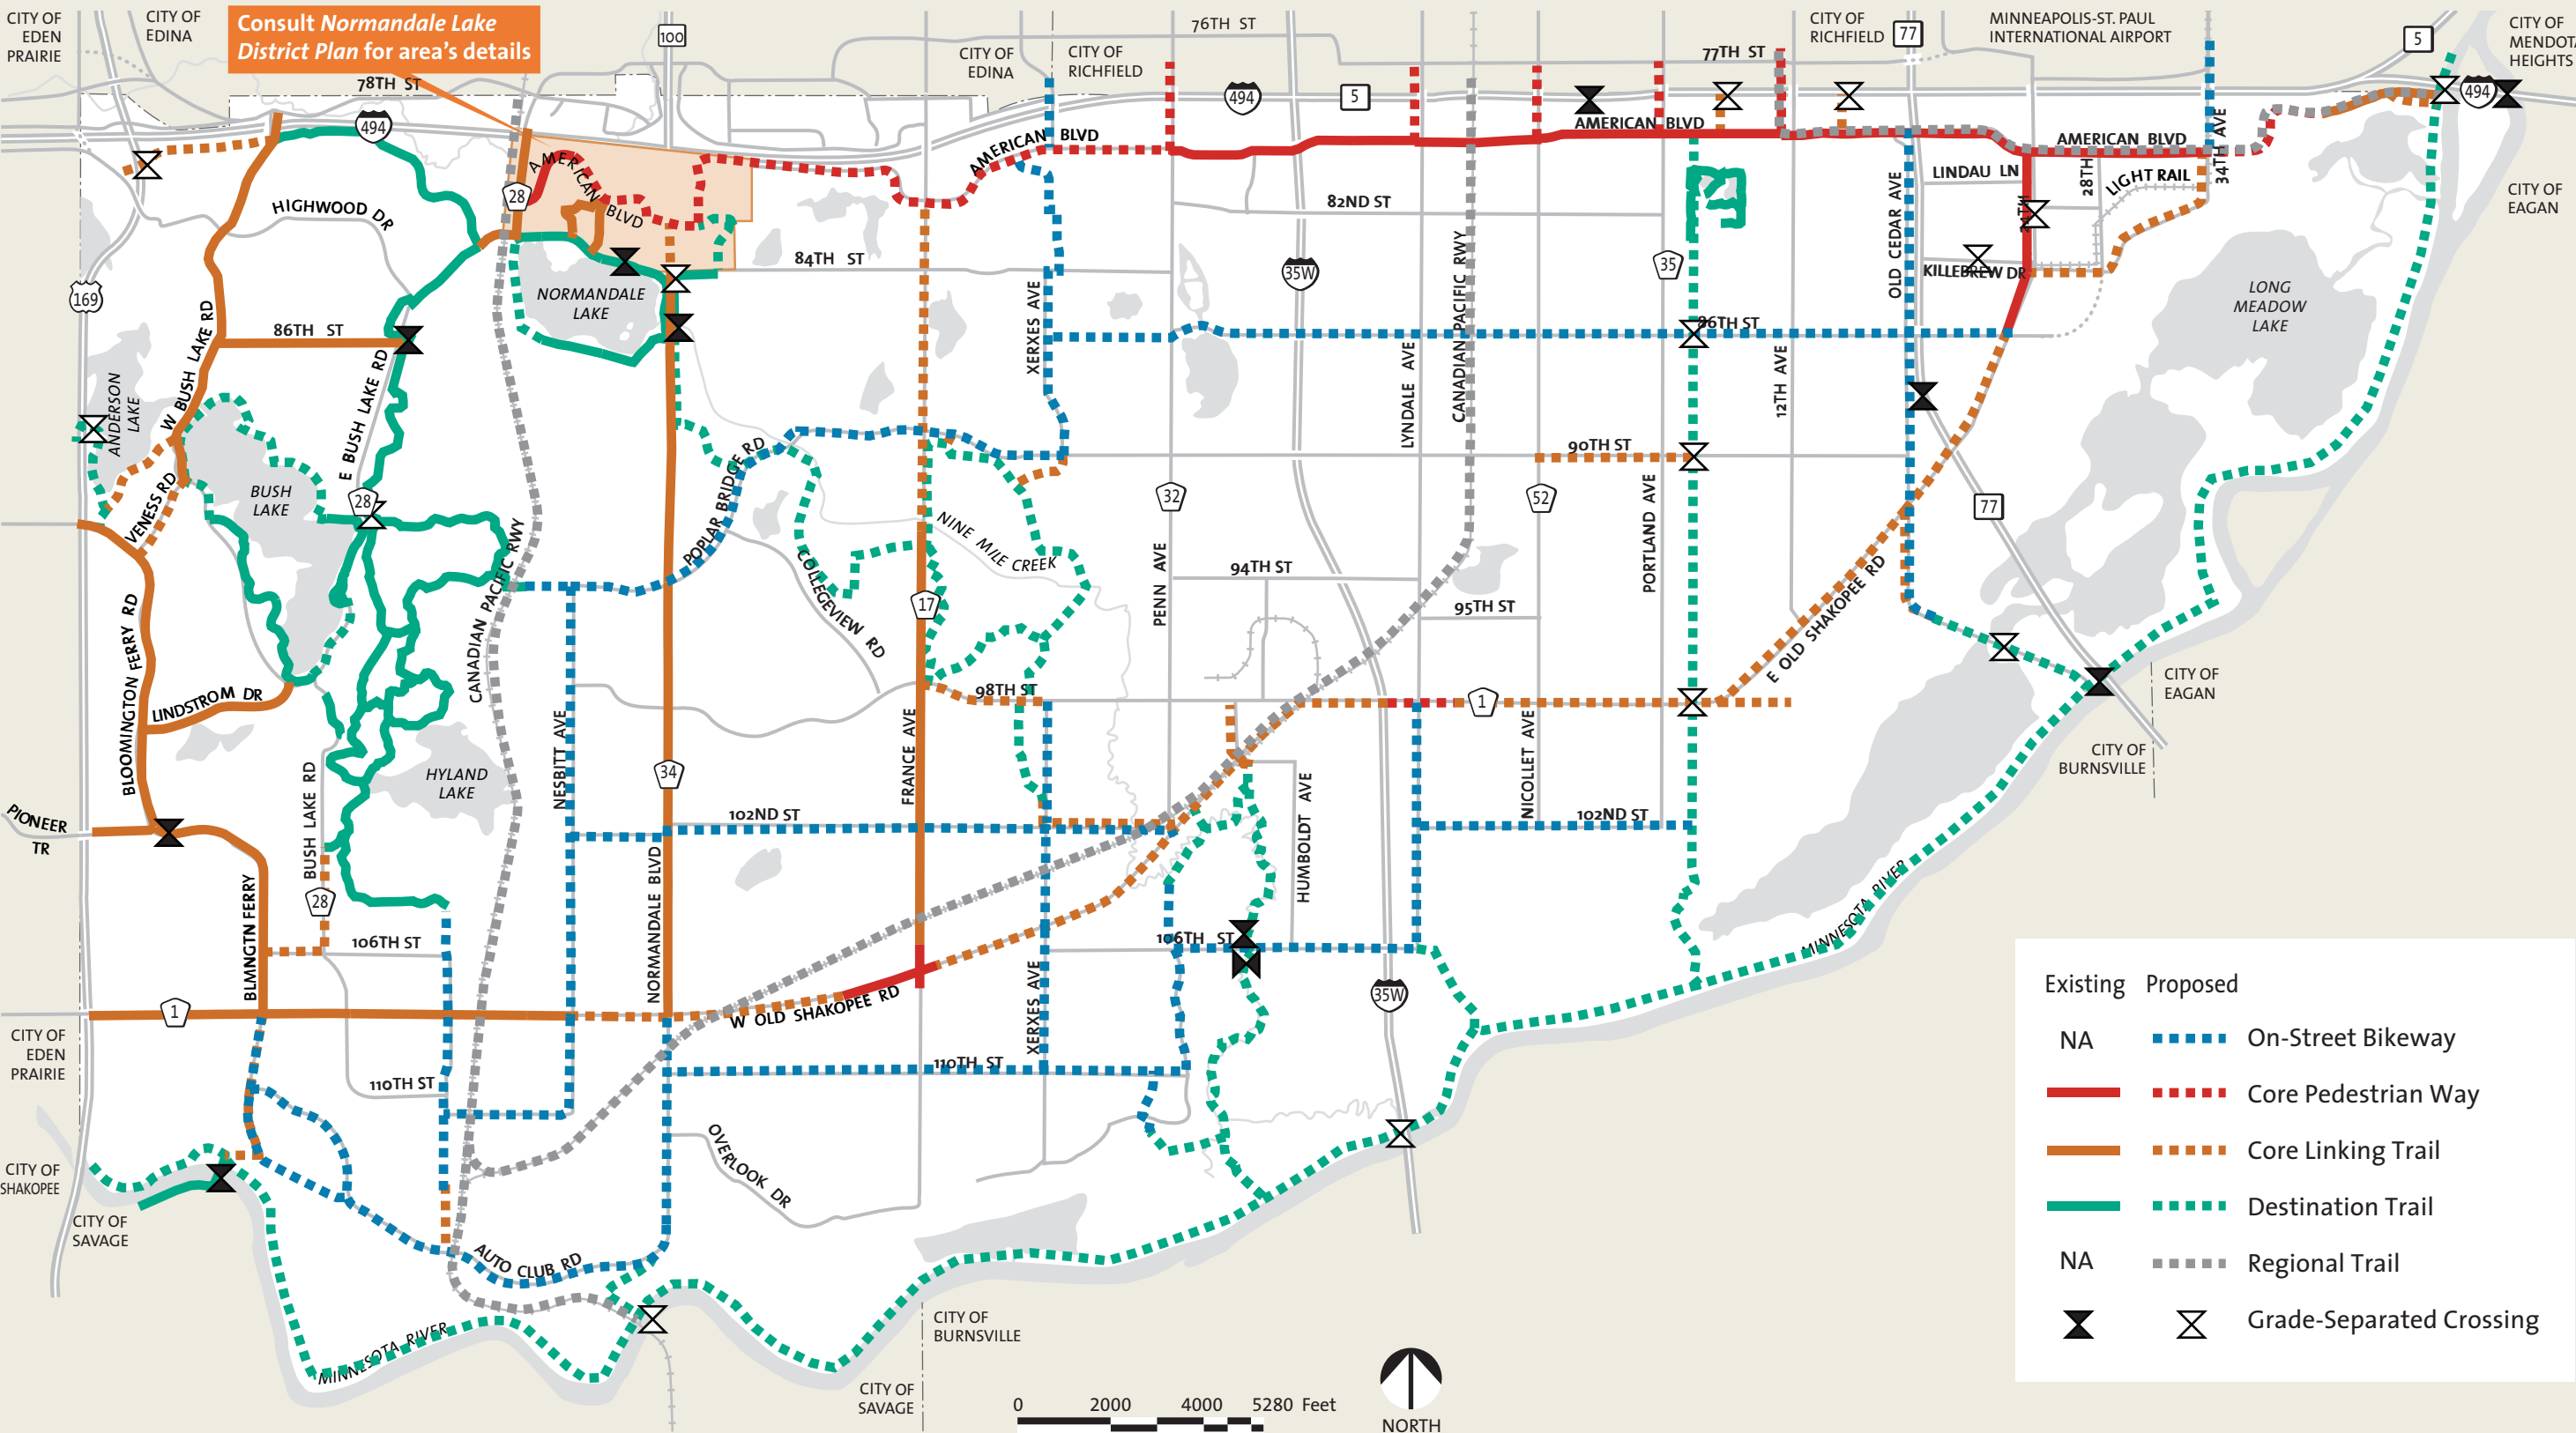 CITY OF
EDEN
PRAIRIE
CITY OF
EDINA
Consult Normandale Lake
District Plan for area's details
100
76TH ST
CITY OF
EDINA
CITY OF
RICHFIELD
77TH ST
CITY OF
RICHFIELD
77
MINNEAPOLIS-ST. PAUL
INTERNATIONAL AIRPORT
5
CITY OF
MENDOTA
HEIGHTS
78TH ST
494
494
5
494
AMERICAN BLVD
AMERICAN BLVD
AMERICAN BLVD
AMERICAN BLVD
34TH AVE
28
HIGHWOOD DR
82ND ST
LINDAU LN
28TH
LIGHT RAIL
24TH
CITY OF
EAGAN
OLD CEDAR AVE
84TH ST
35W
35
KILLEBREW DR
169
NORMANDALE
LAKE
LONG
MEADOW
LAKE
86TH ST
86TH ST
W BUSH LAKE RD
E BUSH LAKE RD
XERXES AVE
LYNDALE AVE
CANADIAN PACIFIC RWY
12TH AVE
ANDERSON
LAKE
90TH ST
VENESS RD
BUSH
LAKE
28
POPLAR BRIDGE RD
32
52
PORTLAND AVE
77
NINE MILE CREEK
CANADIAN PACIFIC RWY
COLLEGEVIEW RD
PENN AVE
94TH ST
95TH ST
17
E OLD SHAKOPEE RD
BLOOMINGTON FERRY RD
LINDSTROM DR
98TH ST
1
CITY OF
EAGAN
NESBITT AVE
34
FRANCE AVE
NICOLLET AVE
CITY OF
BURNSVILLE
HYLAND
LAKE
HUMBOLDT AVE
PIONEER
TR
BUSH LAKE RD
102ND ST
102ND ST
BLMNGTN FERRY
28
NORMANDALE BLVD
MINNESOTA RIVER
106TH ST
106TH ST
XERXES AVE
35W
1
W OLD SHAKOPEE RD
CITY OF
EDEN
PRAIRIE
110TH ST
110TH ST
OVERLOOK DR
CITY OF
SHAKOPEE
CITY OF
SAVAGE
AUTO CLUB RD
MINNESOTA RIVER
CITY OF
BURNSVILLE
CITY OF
SAVAGE
0 2000 4000 5280 Feet
NORTH
Existing Proposed
NA On-Street Bikeway
Core Pedestrian Way
Core Linking Trail
Destination Trail
NA Regional Trail
Grade-Separated Crossing